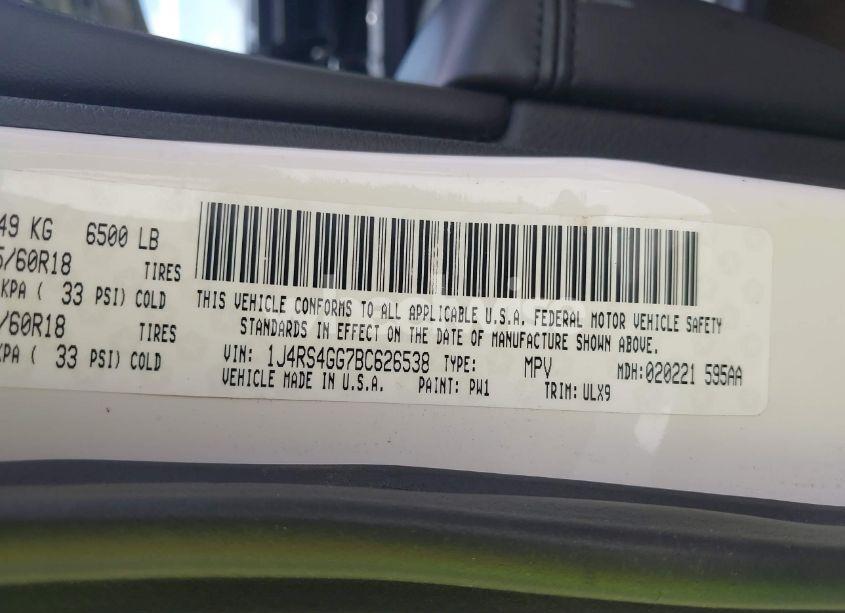 49 KG 6500 LB
/60R18 TIRES
KPA ( 33 PSI) COLD
/60R18 TIRES
KPA ( 33 PSI) COLD
THIS VEHICLE CONFORMS TO ALL APPLICABLE U.S.A. FEDERAL MOTOR VEHICLE SAFETY
STANDARDS IN EFFECT ON THE DATE OF MANUFACTURE SHOWN ABOVE.
VIN: 1J4RS4GG7BC626538 TYPE: MPV MDH:020221 595AA
VEHICLE MADE IN U.S.A. PAINT: PW1 TRIM:ULX9